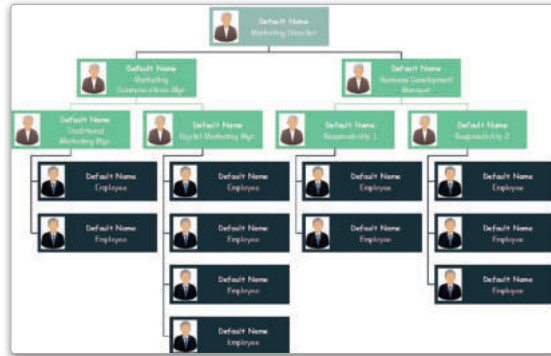 Default Name
Marketing Director
Default Name
Marketing
Communications Mgr.
Default Name
Business Development
Manager
Default Name
Traditional
Marketing Mgr.
Default Name
Digital Marketing Mgr.
Default Name
Responsibility 1
Default Name
Responsibility 2
Default Name
Employee
Default Name
Employee
Default Name
Employee
Default Name
Employee
Default Name
Employee
Default Name
Employee
Default Name
Employee
Default Name
Employee
Default Name
Employee
Default Name
Employee
Default Name
Employee